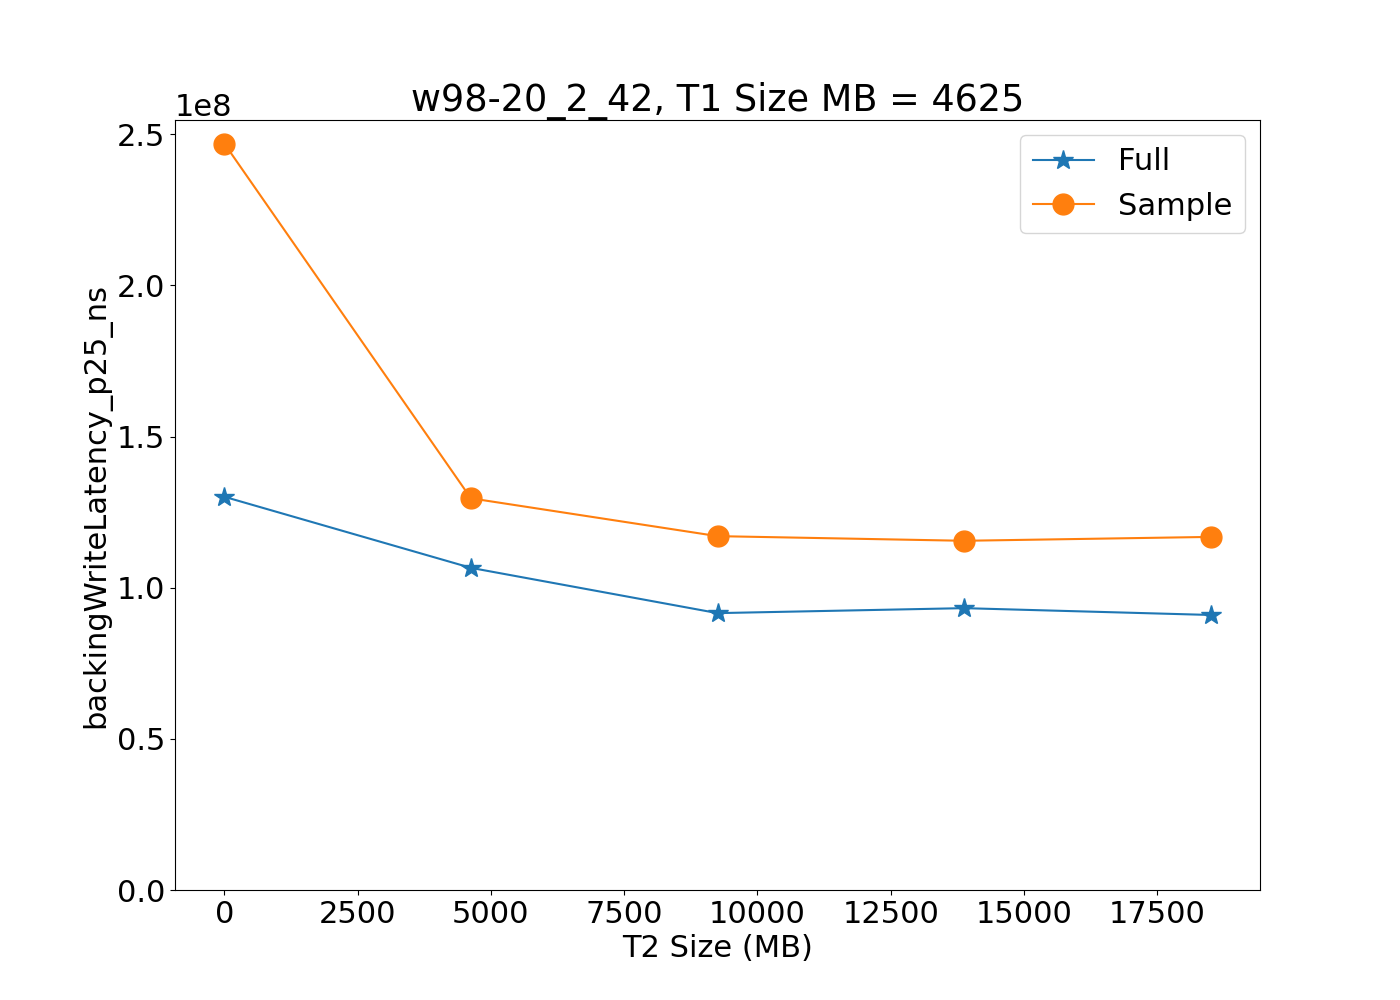 w98-20_2_42, T1 Size MB = 4625
1e8
2.5
2.0
1.5
1.0
0.5
0.0
backingWriteLatency_p25_ns
Full
Sample
0 2500 5000 7500 10000 12500 15000 17500
T2 Size (MB)